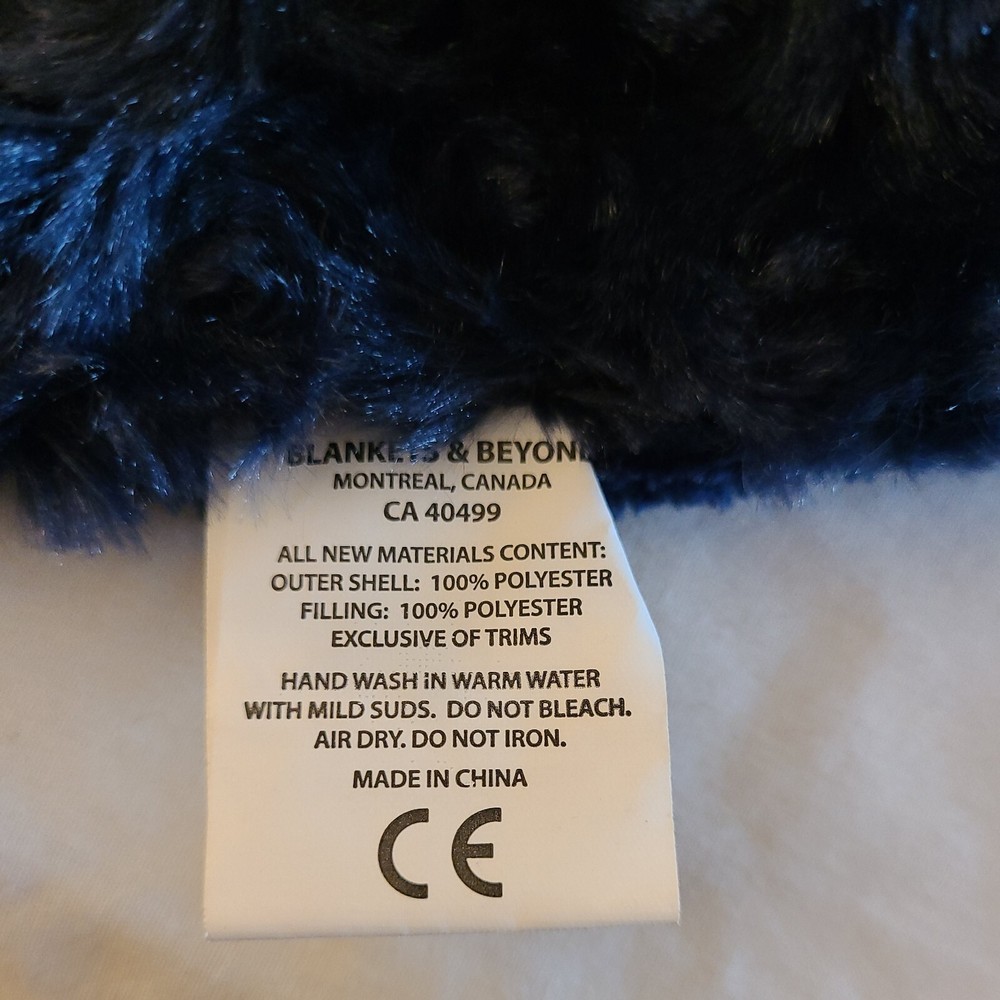 BLANKETS & BEYOND
MONTREAL, CANADA
CA 40499
ALL NEW MATERIALS CONTENT:
OUTER SHELL: 100% POLYESTER
FILLING: 100% POLYESTER
EXCLUSIVE OF TRIMS
HAND WASH IN WARM WATER
WITH MILD SUDS. DO NOT BLEACH.
AIR DRY. DO NOT IRON.
MADE IN CHINA
CE